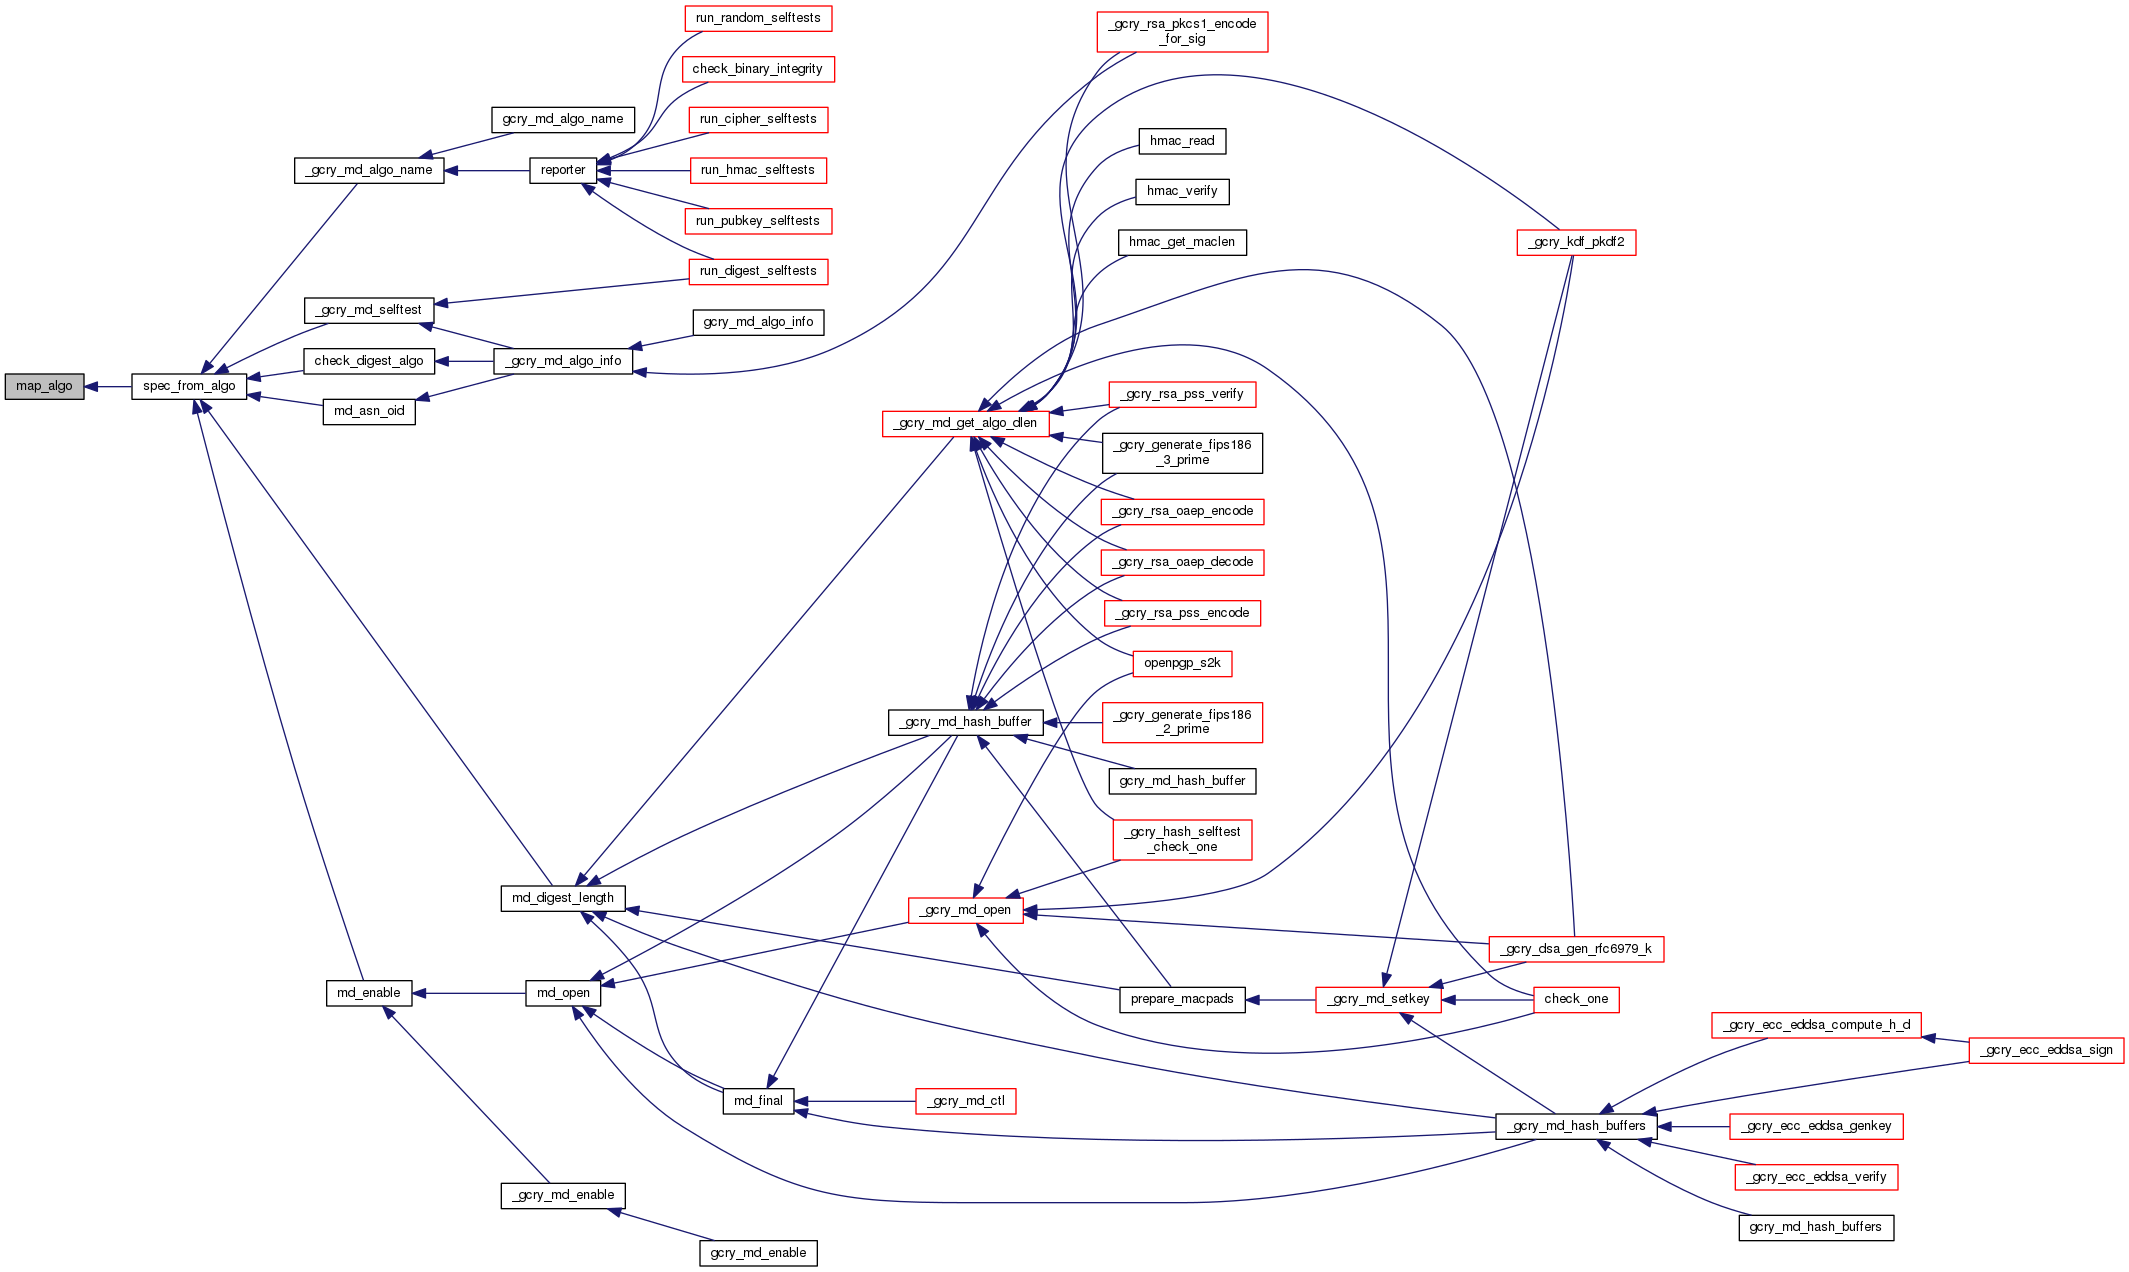 run_random_selftests
check_binary_integrity
gcry_md_algo_name
run_cipher_selftests
_gcry_md_algo_name
reporter
run_hmac_selftests
run_pubkey_selftests
run_digest_selftests
_gcry_md_selftest
gcry_md_algo_info
check_digest_algo
_gcry_md_algo_info
map_algo
spec_from_algo
md_asn_oid
_gcry_rsa_pkcs1_encode
_for_sig
hmac_read
hmac_verify
hmac_get_maclen
_gcry_kdf_pkdf2
_gcry_rsa_pss_verify
_gcry_md_get_algo_dlen
_gcry_generate_fips186
_3_prime
_gcry_rsa_oaep_encode
_gcry_rsa_oaep_decode
_gcry_rsa_pss_encode
openpgp_s2k
_gcry_md_hash_buffer
_gcry_generate_fips186
_2_prime
gcry_md_hash_buffer
_gcry_hash_selftest
_check_one
md_digest_length
_gcry_md_open
_gcry_dsa_gen_rfc6979_k
md_enable
md_open
prepare_macpads
_gcry_md_setkey
check_one
_gcry_ecc_eddsa_compute_h_d
_gcry_ecc_eddsa_sign
md_final
_gcry_md_ctl
_gcry_md_hash_buffers
_gcry_ecc_eddsa_genkey
_gcry_ecc_eddsa_verify
_gcry_md_enable
gcry_md_hash_buffers
gcry_md_enable